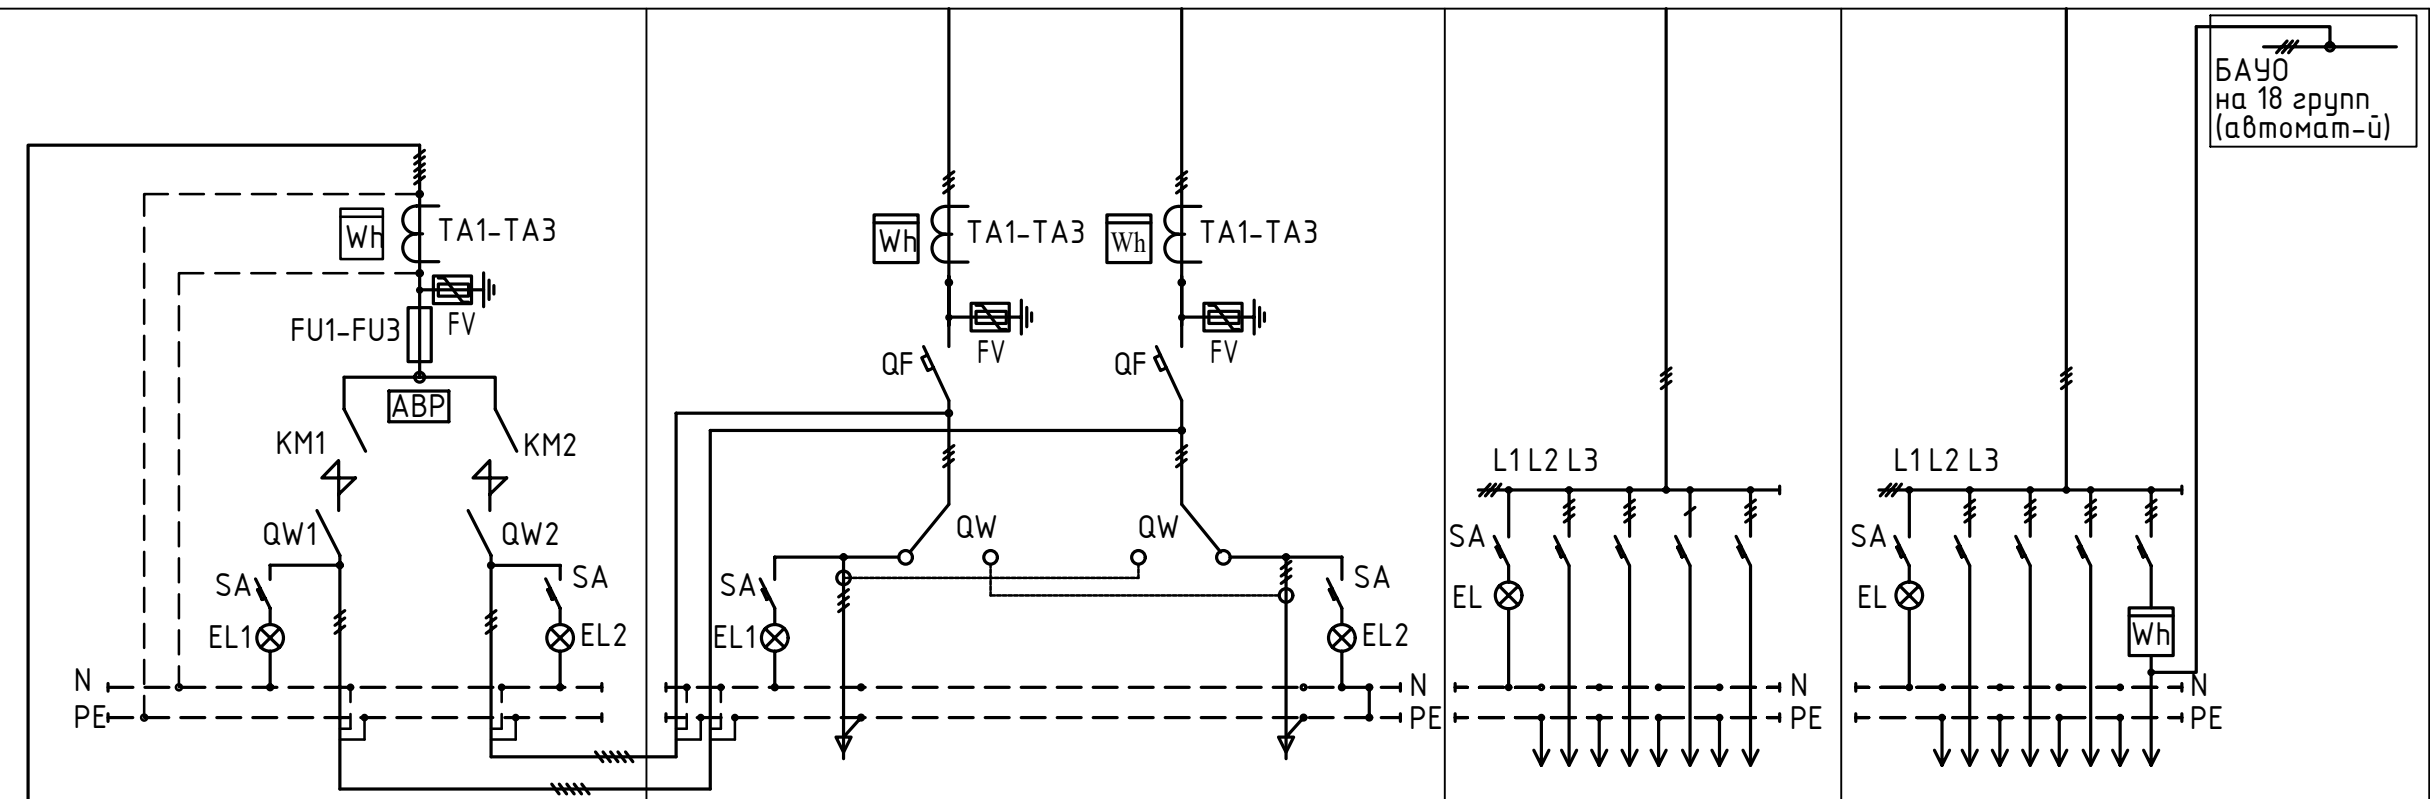 БАУО
на 18 групп
(автомат-й)
Wh
TA1-TA3
FU1-FU3
FV
АВР
KM1
KM2
QW1
QW2
SA
SA
EL1
EL2
N
PE
Wh
TA1-TA3
Wh
TA1-TA3
FV
FV
QF
QF
QW
QW
SA
SA
EL1
EL2
N
PE
L1 L2 L3
SA
EL
N
PE
L1 L2 L3
SA
EL
Wh
N
PE